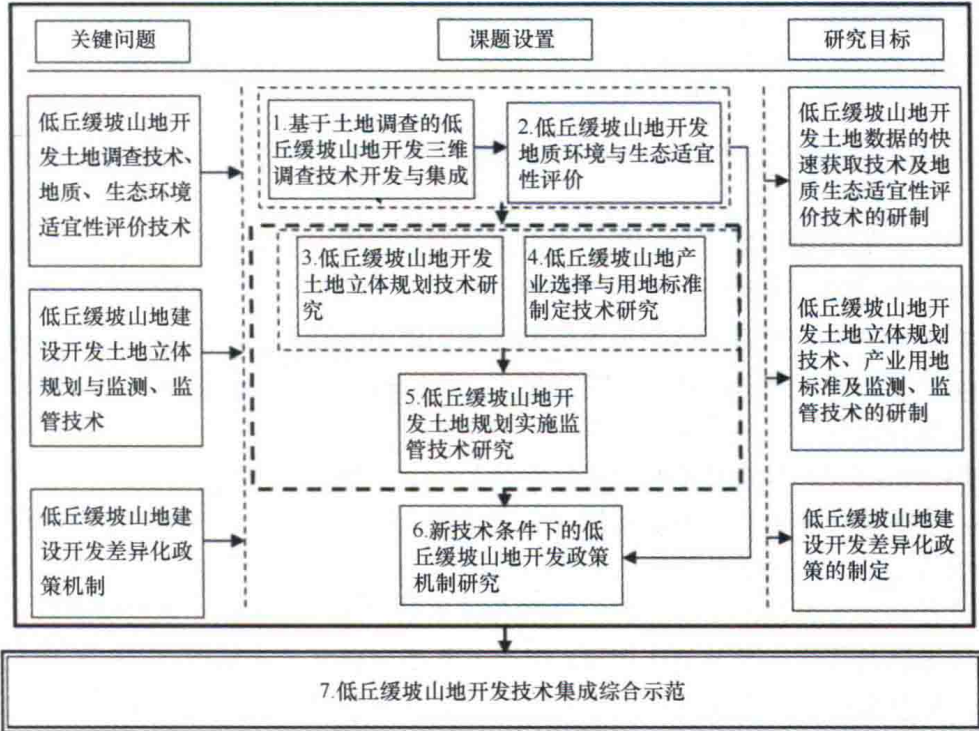 关键问题
课题设置
研究目标
低丘缓坡山地开
发土地调查技术、
地质、生态环境
适宜性评价技术
1.基于土地调查的低
丘缓坡山地开发三维
调查技术开发与集成
2.低丘缓坡山地开发
地质环境与生态适宜
性评价
低丘缓坡山地开
发土地数据的快
速获取技术及地
质生态适宜性评
价技术的研制
低丘缓坡山地建
设开发土地立体
规划与监测、监
管技术
3.低丘缓坡山地开发
土地立体规划技术研
究
4.低丘缓坡山地产
业选择与用地标准
制定技术研究
5.低丘缓坡山地开
发土地规划实施监
管技术研究
低丘缓坡山地开
发土地立体规划
技术、产业用地
标准及监测、监
管技术的研制
低丘缓坡山地建
设开发差异化政
策机制
6.新技术条件下的低
丘缓坡山地开发政策
机制研究
低丘缓坡山地建
设开发差异化政
策的制定
7.低丘缓坡山地开发技术集成综合示范